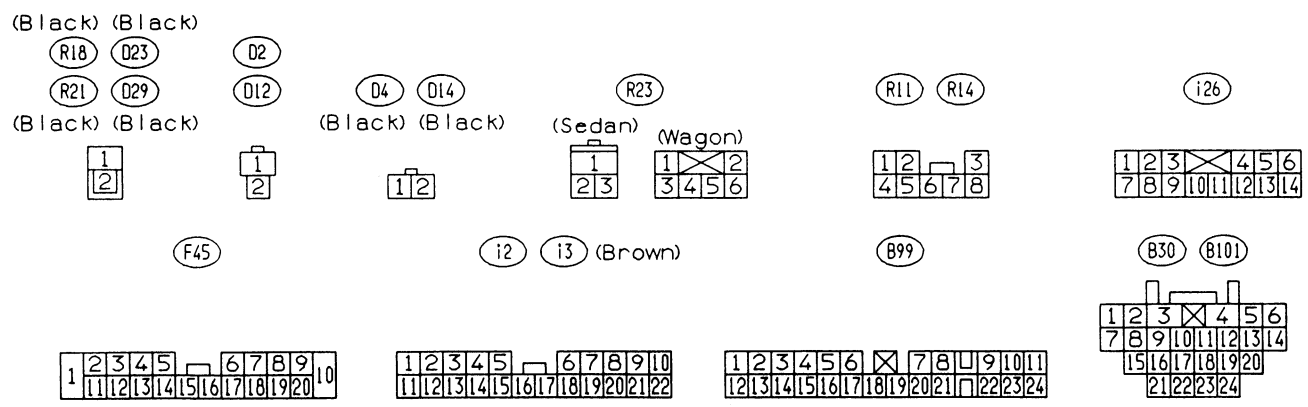 (Black) (Black)
R18 D23 D2
R21 D29 D12 D4 D14 R23 R11 R14 i26
(Black) (Black) (Black) (Black) (Sedan) (Wagon)
1 1 1 1 2 1 2 3 1 2 3 4 5 6
2 2 1 2 2 3 3 4 5 6 4 5 6 7 8 7 8 9 10 11 12 13 14
F45 i2 i3 (Brown) B99 B30 B101
1 2 3 4 5 6
7 8 9 10 11 12 13 14
1 2 3 4 5 6 7 8 9 10 1 2 3 4 5 6 7 8 9 10 1 2 3 4 5 6 7 8 9 10 11 15 16 17 18 19 20
11 12 13 14 15 16 17 18 19 20 11 12 13 14 15 16 17 18 19 20 21 22 12 13 14 15 16 17 18 19 20 21 22 23 24 21 22 23 24